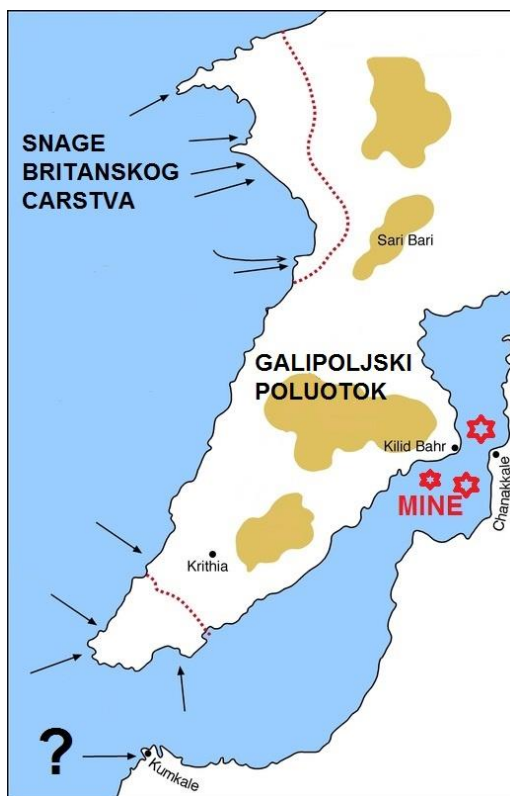 SNAGE
BRITANSKOG
CARSTVA
Sari Bari
GALIPOLJSKI
POLUOTOK
Kilid Bahr
MINE
Chanakkale
Krithia
?
Kumkale